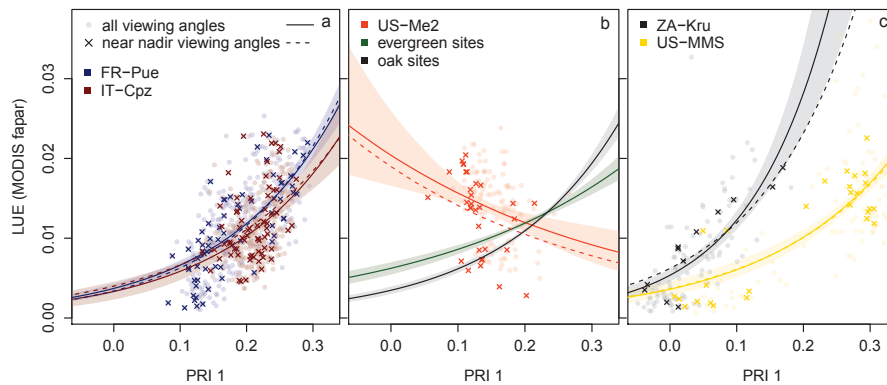 a
all viewing angles
near nadir viewing angles
FR−Pue
IT−Cpz
b
US−Me2
evergreen sites
oak sites
c
ZA−Kru
US−MMS
LUE (MODIS fapar)
0.03
0.02
0.01
0.00
0.0 0.1 0.2 0.3
0.0 0.1 0.2 0.3
0.0 0.1 0.2 0.3
PRI 1
PRI 1
PRI 1